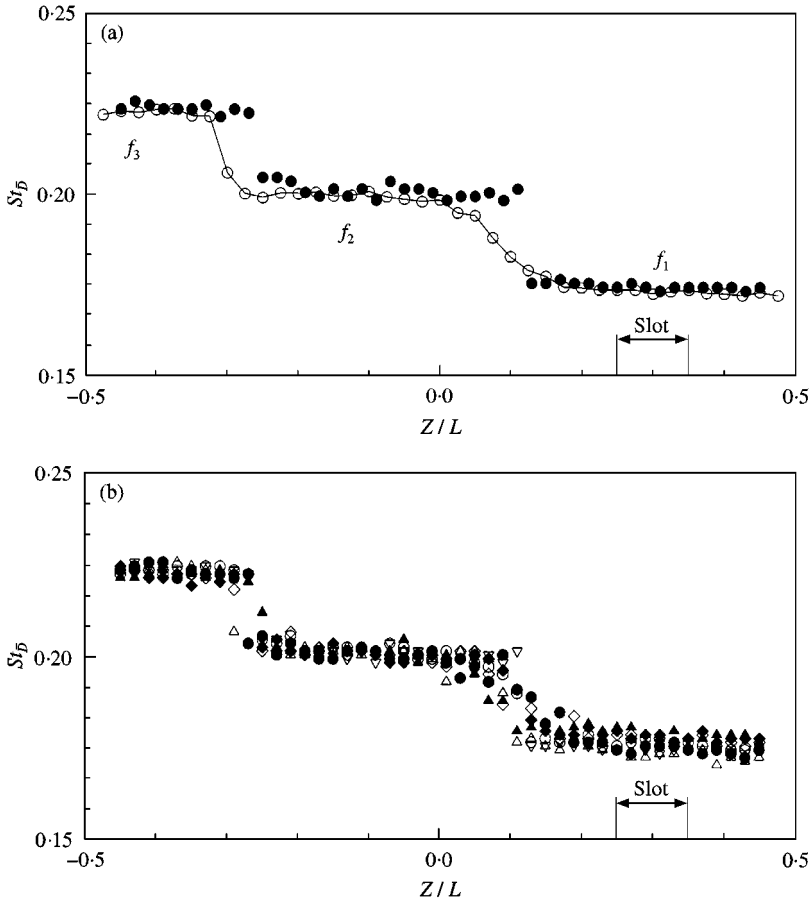 0·25
(a)
f₃
St_D̄
0·20
f₂
f₁
Slot
0·15
−0·5
0·0
0·5
Z / L
0·25
(b)
St_D̄
0·20
Slot
0·15
−0·5
0·0
0·5
Z / L